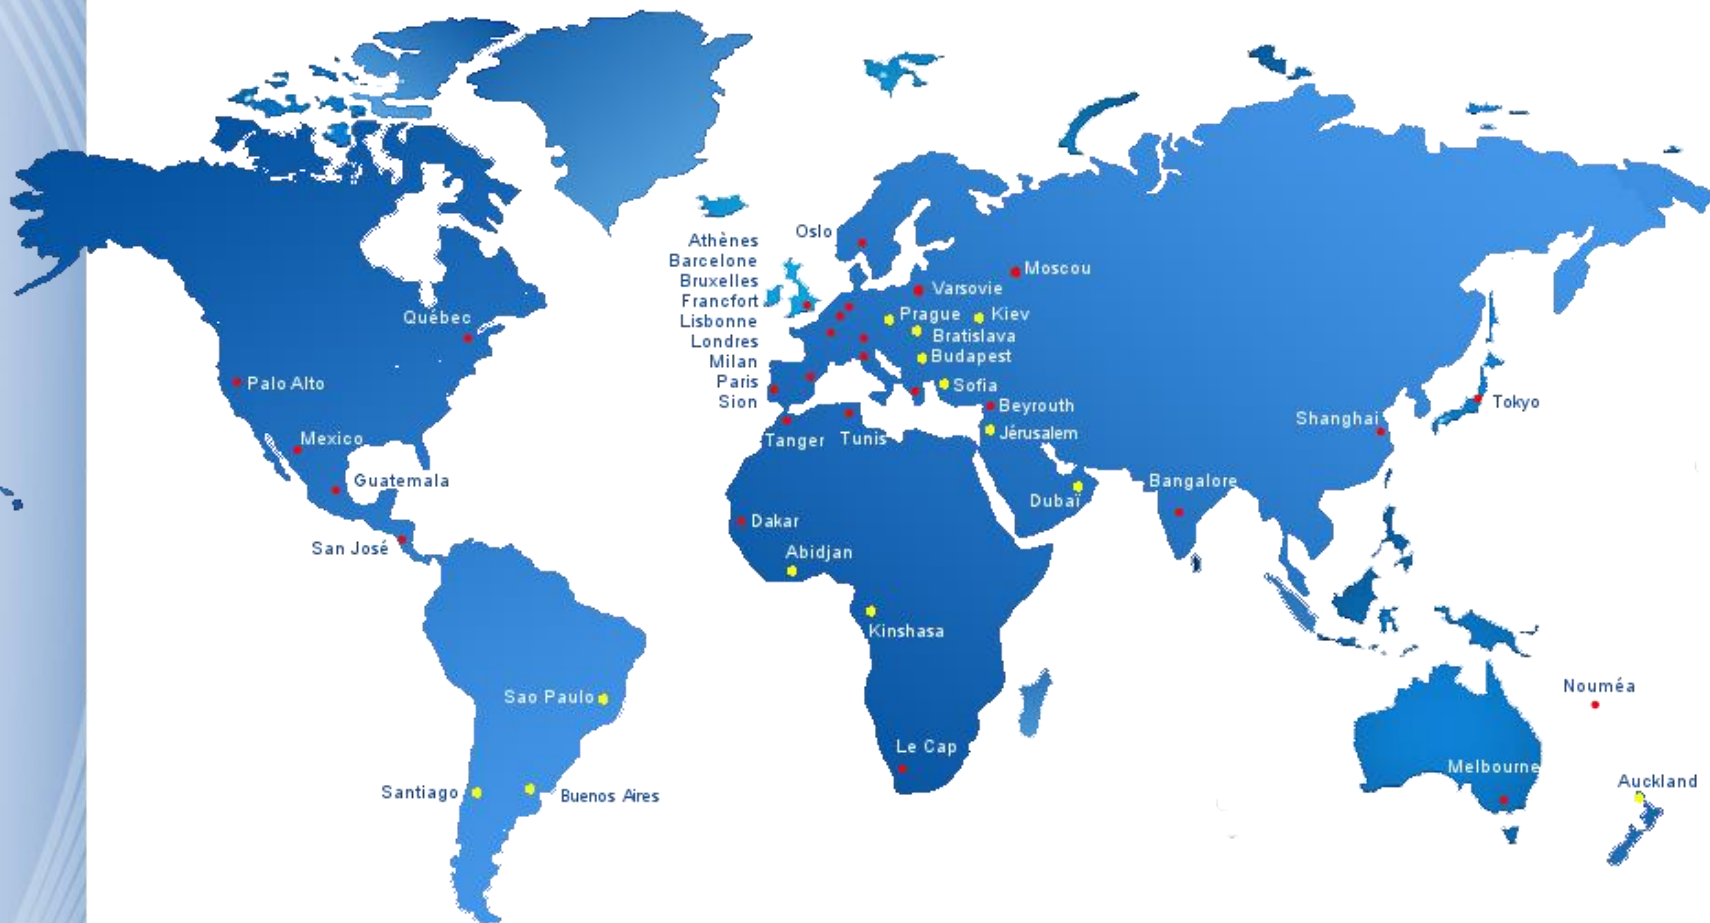 Oslo
Athènes
Barcelone
Bruxelles
Francfort
Lisbonne
Londres
Milan
Paris
Sion
Moscou
Varsovie
Prague
Kiev
Bratislava
Budapest
Sofia
Beyrouth
Jérusalem
Québec
Palo Alto
Mexico
Guatemala
San José
Tanger
Tunis
Dakar
Abidjan
Kinshasa
Le Cap
Dubaï
Bangalore
Shanghai
Tokyo
Sao Paulo
Santiago
Buenos Aires
Nouméa
Melbourne
Auckland